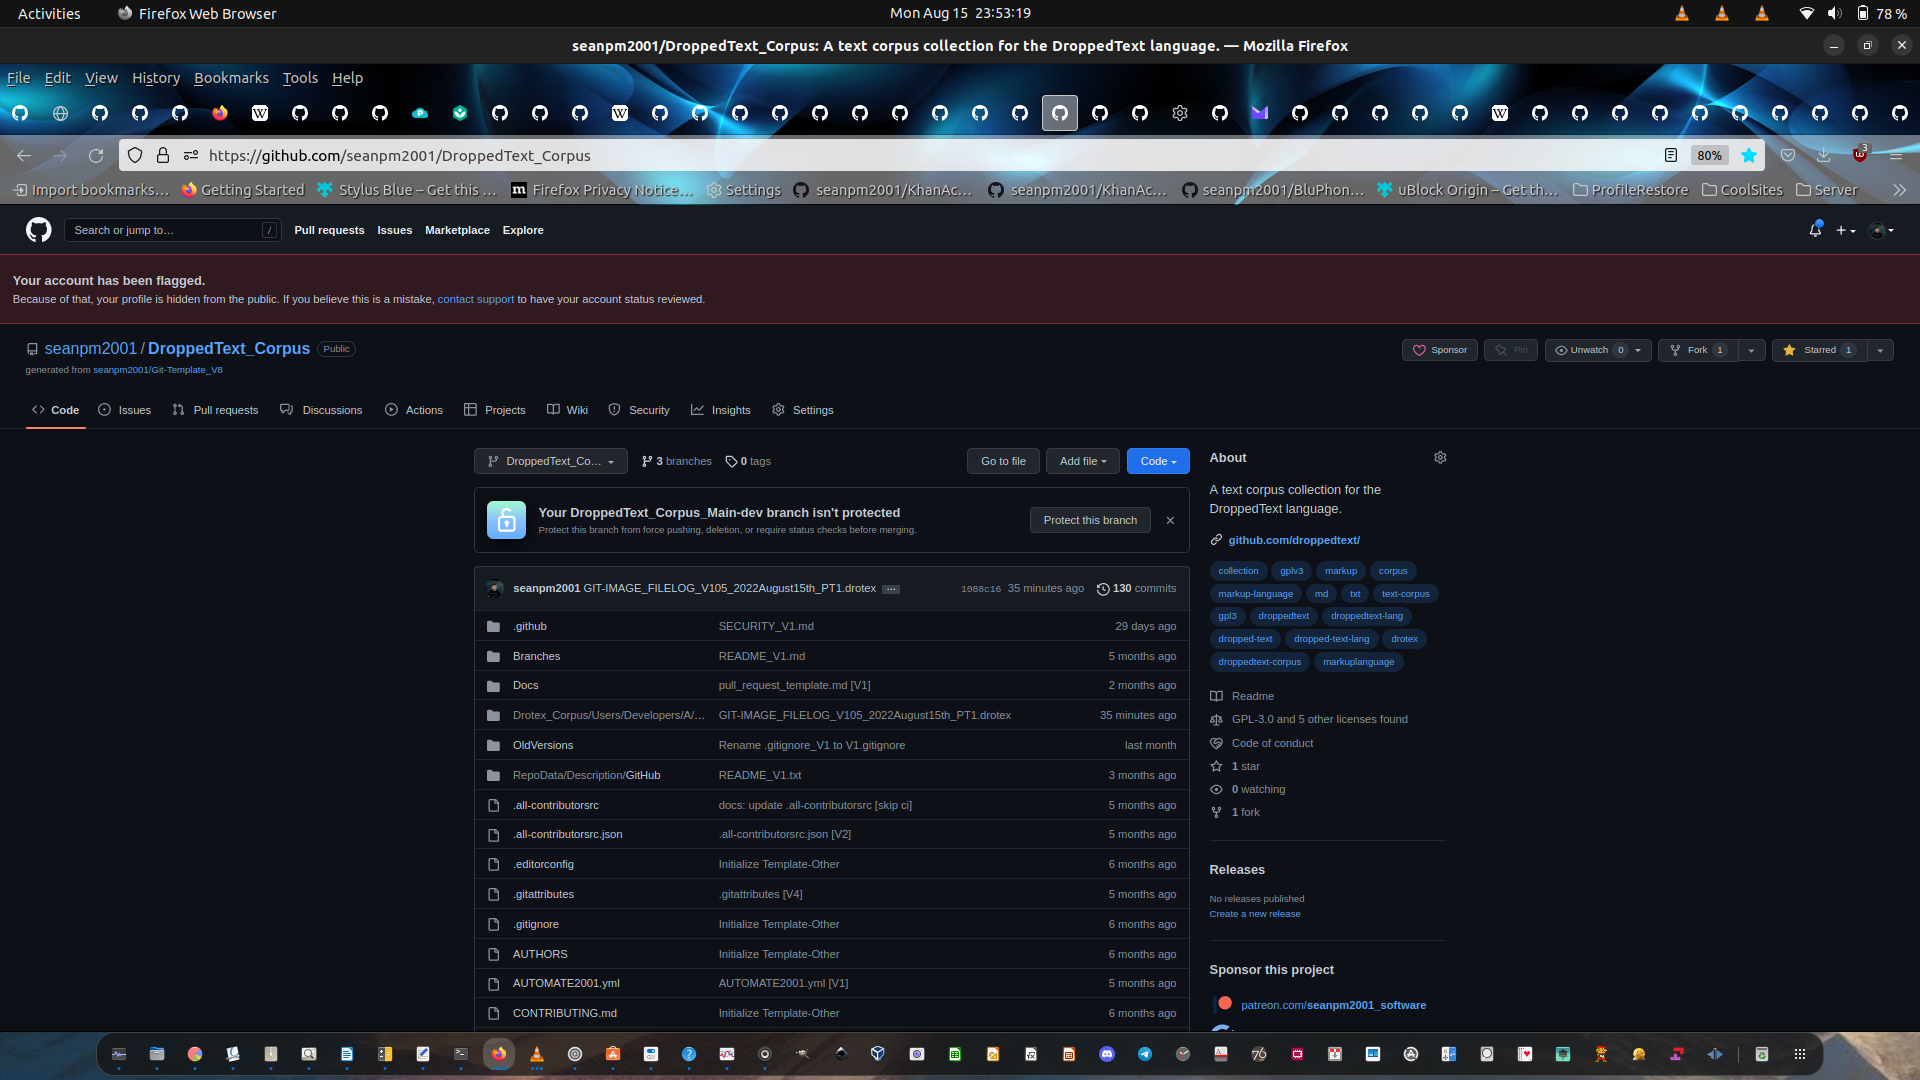 Activities Firefox Web Browser Mon Aug 15 23:53:19 78 %
seanpm2001/DroppedText_Corpus: A text corpus collection for the DroppedText language. — Mozilla Firefox
File Edit View History Bookmarks Tools Help
https://github.com/seanpm2001/DroppedText_Corpus 80% 3
Import bookmarks... Getting Started Stylus Blue – Get this ... Firefox Privacy Notice... Settings seanpm2001/KhanAc... seanpm2001/KhanAc... seanpm2001/BluPhon... uBlock Origin – Get th... ProfileRestore CoolSites Server
Search or jump to... / Pull requests Issues Marketplace Explore
Your account has been flagged.
Because of that, your profile is hidden from the public. If you believe this is a mistake, contact support to have your account status reviewed.
seanpm2001 / DroppedText_Corpus Public Sponsor Pin Unwatch 0 Fork 1 Starred 1
generated from seanpm2001/Git-Template_V8
Code Issues Pull requests Discussions Actions Projects Wiki Security Insights Settings
DroppedText_Co... 3 branches 0 tags Go to file Add file Code
Your DroppedText_Corpus_Main-dev branch isn't protected
Protect this branch from force pushing, deletion, or require status checks before merging.
Protect this branch
seanpm2001 GIT-IMAGE_FILELOG_V105_2022August15th_PT1.drotex ... 1088c16 35 minutes ago 130 commits
.github SECURITY_V1.md 29 days ago
Branches README_V1.md 5 months ago
Docs pull_request_template.md [V1] 2 months ago
Drotex_Corpus/Users/Developers/A/... GIT-IMAGE_FILELOG_V105_2022August15th_PT1.drotex 35 minutes ago
OldVersions Rename .gitignore_V1 to V1.gitignore last month
RepoData/Description/GitHub README_V1.txt 3 months ago
.all-contributorsrc docs: update .all-contributorsrc [skip ci] 5 months ago
.all-contributorsrc.json .all-contributorsrc.json [V2] 5 months ago
.editorconfig Initialize Template-Other 6 months ago
.gitattributes .gitattributes [V4] 5 months ago
.gitignore Initialize Template-Other 6 months ago
AUTHORS Initialize Template-Other 6 months ago
AUTOMATE2001.yml AUTOMATE2001.yml [V1] 5 months ago
CONTRIBUTING.md Initialize Template-Other 6 months ago
About
A text corpus collection for the
DroppedText language.
github.com/droppedtext/
collection gplv3 markup corpus
markup-language md txt text-corpus
gpl3 droppedtext droppedtext-lang
dropped-text dropped-text-lang drotex
droppedtext-corpus markuplanguage
Readme
GPL-3.0 and 5 other licenses found
Code of conduct
1 star
0 watching
1 fork
Releases
No releases published
Create a new release
Sponsor this project
patreon.com/seanpm2001_software